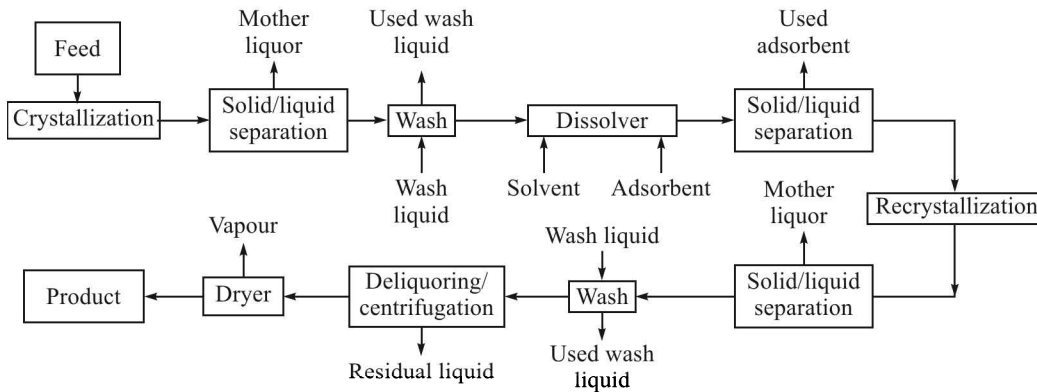 Feed
Mother
liquor
Used wash
liquid
Used
adsorbent
Crystallization
Solid/liquid
separation
Wash
Dissolver
Solid/liquid
separation
Wash
liquid
Solvent
Adsorbent
Recrystallization
Vapour
Wash liquid
Mother
liquor
Product
Dryer
Deliquoring/
centrifugation
Wash
Solid/liquid
separation
Residual liquid
Used wash
liquid